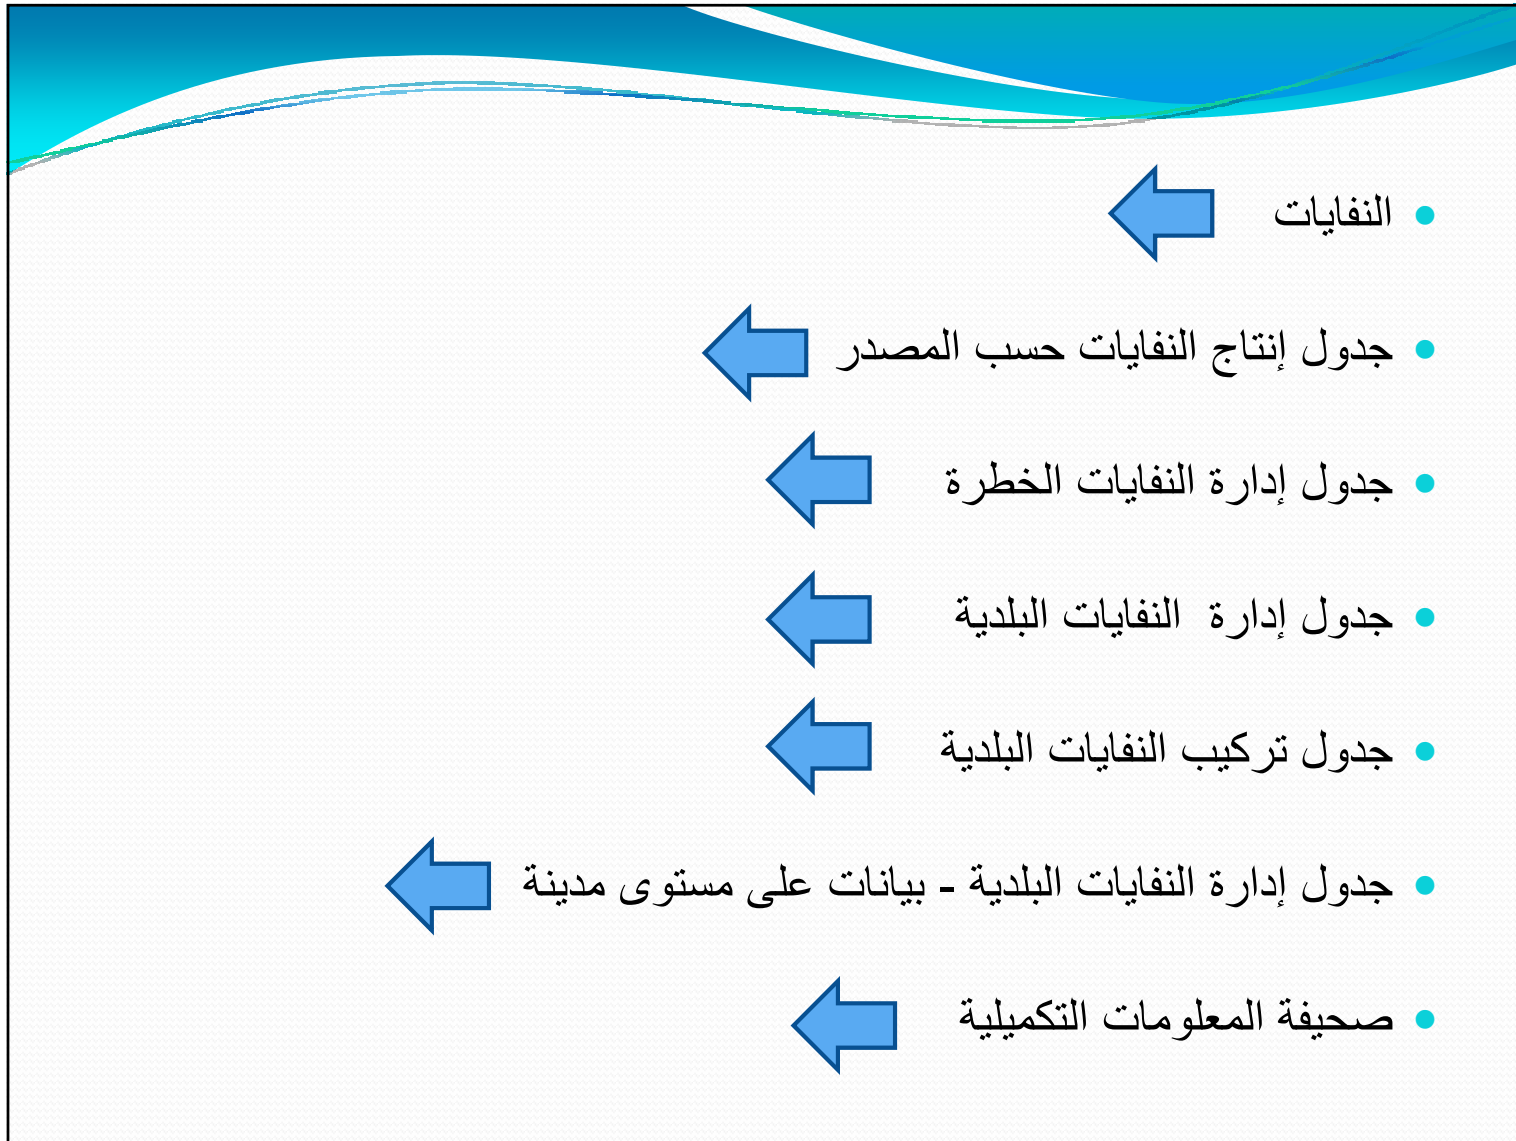 • النفايات
• جدول إنتاج النفايات حسب المصدر
• جدول إدارة النفايات الخطرة
• جدول إدارة النفايات البلدية
• جدول تركيب النفايات البلدية
• جدول إدارة النفايات البلدية - بيانات على مستوى مدينة
• صحيفة المعلومات التكميلية